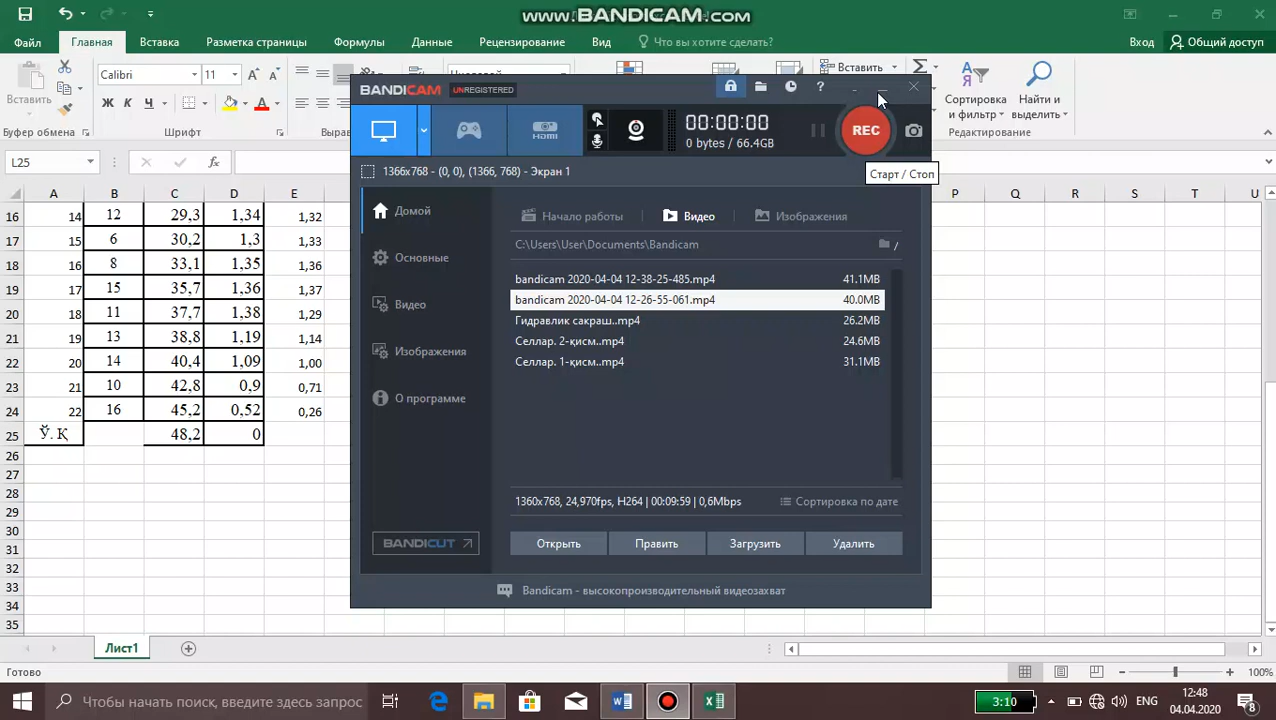 www.BANDICAM.com
Файл Главная Вставка Разметка страницы Формулы Данные Рецензирование Вид Что вы хотите сделать? Вход Общий доступ
Вставить
Calibri 11
Ж К Ч
Буфер обмена
Вставить
Сортировка и фильтр
Найти и выделить
Редактирование
L25 fx
A B C D E P Q R S T U
16 14 12 29,3 1,34 1,32
17 15 6 30,2 1,3 1,33
18 16 8 33,1 1,35 1,36
19 17 15 35,7 1,36 1,37
20 18 11 37,7 1,38 1,29
21 19 13 38,8 1,19 1,14
22 20 14 40,4 1,09 1,00
23 21 10 42,8 0,9 0,71
24 22 16 45,2 0,52 0,26
25 Ў. Қ 48,2 0
26
27
28
29
30
31
32
33
34
35
BANDICAM UNREGISTERED
HDMI
00:00:00
0 bytes / 66.4GB
REC
Старт / Стоп
1366x768 - (0, 0), (1366, 768) - Экран 1
Домой
Основные
Видео
Изображения
О программе
BANDICUT
Начало работы Видео Изображения
C:\Users\User\Documents\Bandicam /
bandicam 2020-04-04 12-38-25-485.mp4 41.1MB
bandicam 2020-04-04 12-26-55-061.mp4 40.0MB
Гидравлик сакраш..mp4 26.2MB
Селлар. 2-қисм..mp4 24.6MB
Селлар. 1-қисм..mp4 31.1MB
1360x768, 24,970fps, H264 | 00:09:59 | 0,6Mbps Сортировка по дате
Открыть Править Загрузить Удалить
Bandicam - высокопроизводительный видеозахват
Лист1
Готово 100%
Чтобы начать поиск, введите здесь запрос
3:10 ENG 12:48
04.04.2020
8